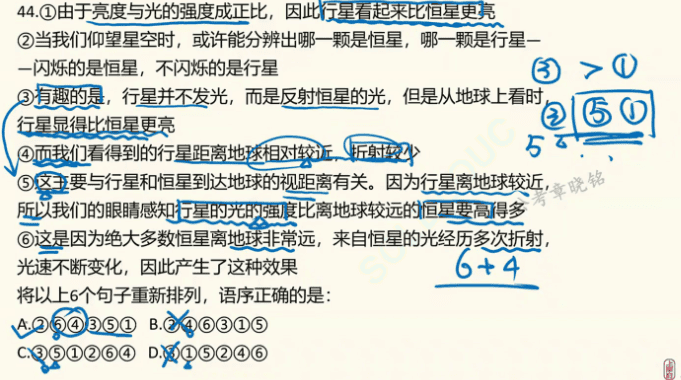 44.①由于亮度与光的强度成正比，因此行星看起来比恒星更亮
②当我们仰望星空时，或许能分辨出哪一颗是恒星，哪一颗是行星—
—闪烁的是恒星，不闪烁的是行星
③ > ①
③有趣的是，行星并不发光，而是反射恒星的光，但是从地球上看时，
行星显得比恒星更亮
② ⑤ ①
5
④而我们看得到的行星距离地球相对较近，折射较少
⑤这主要与行星和恒星到达地球的视距离有关。因为行星离地球较近，
所以我们的眼睛感知行星的光的强度比离地球较远的恒星要高得多
考章晓铭
⑥这是因为绝大多数恒星离地球非常远，来自恒星的光经历多次折射，
光速不断变化，因此产生了这种效果
6+4
将以上6个句子重新排列，语序正确的是：
A.②⑥④③⑤① B.②④⑥③①⑤
C.③⑤①②⑥④ D.③①⑤②④⑥